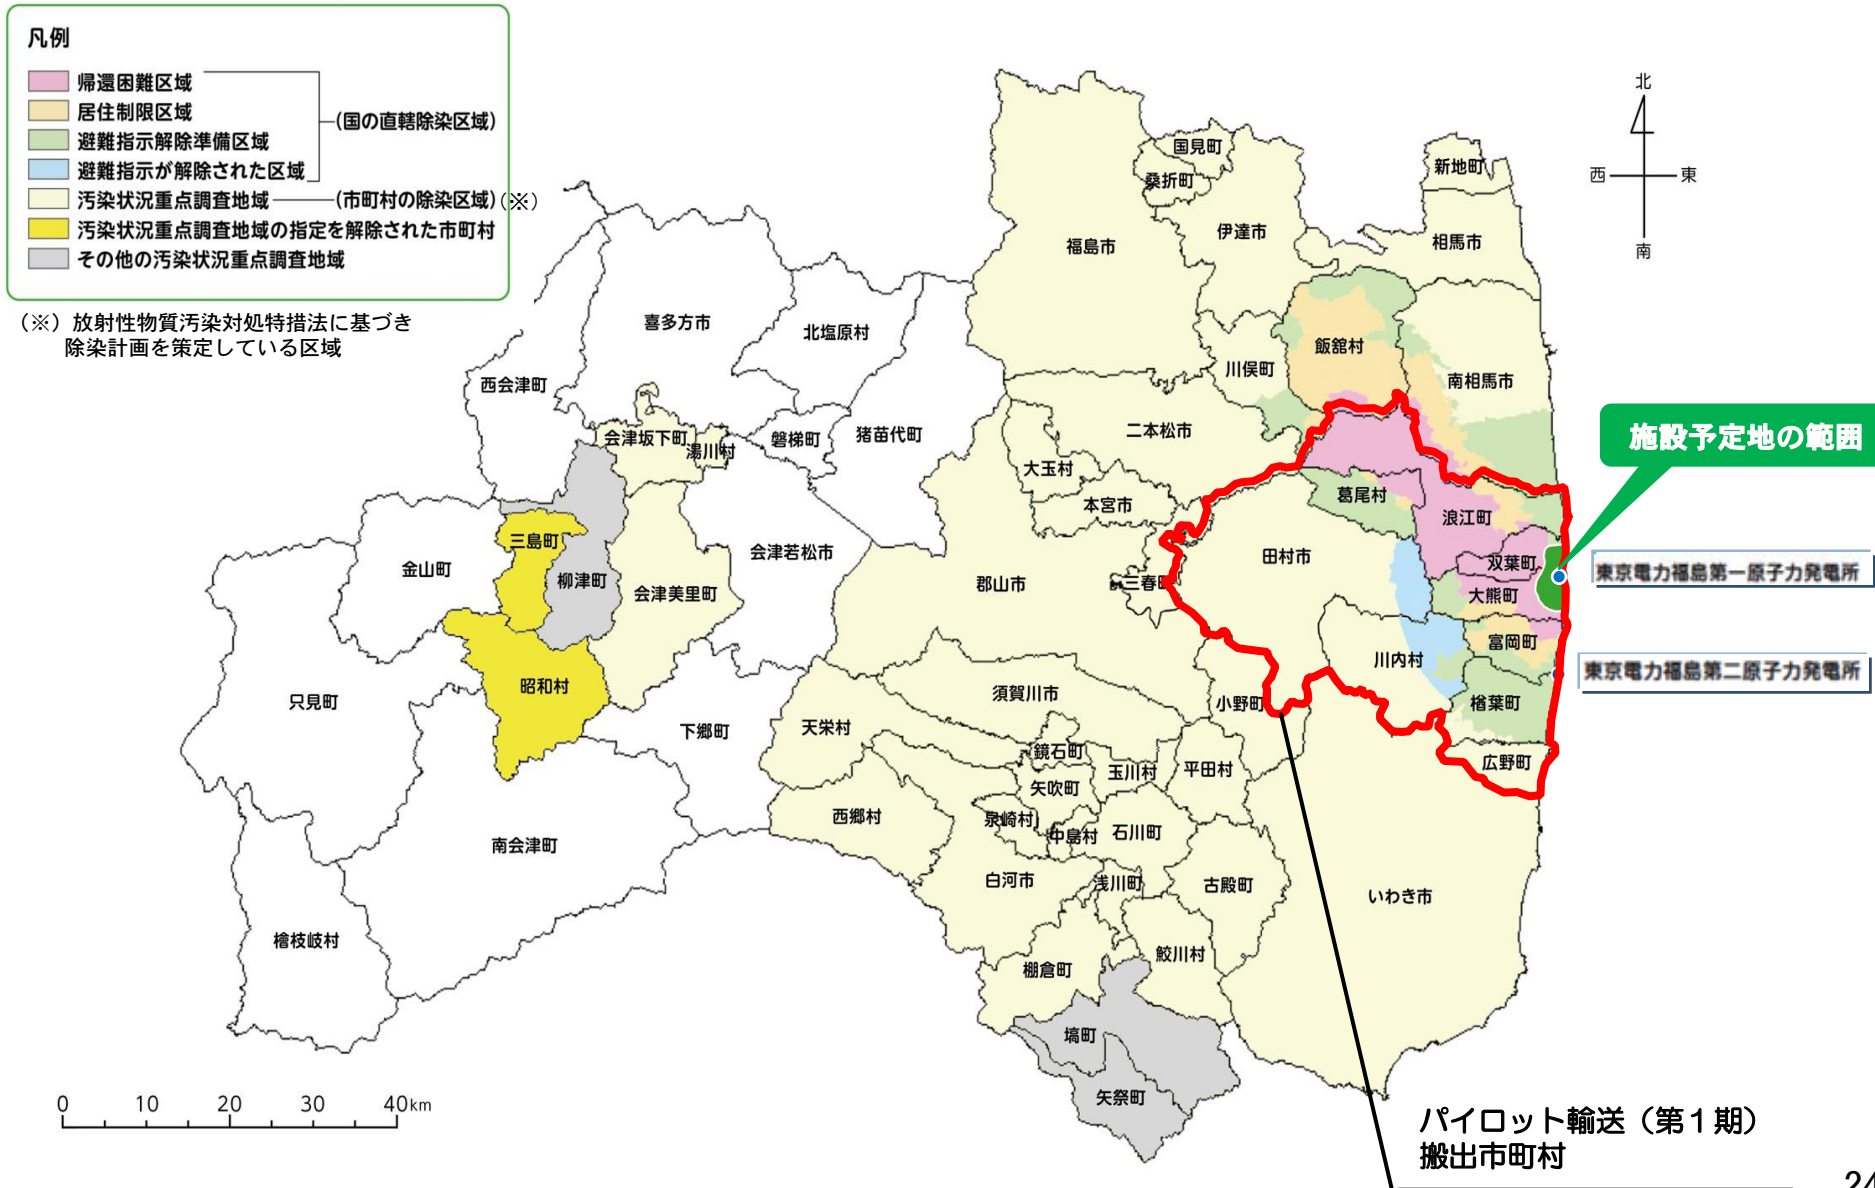 凡例
帰還困難区域
居住制限区域
避難指示解除準備区域
避難指示が解除された区域
(国の直轄除染区域)
汚染状況重点調査地域
(市町村の除染区域)(※)
汚染状況重点調査地域の指定を解除された市町村
その他の汚染状況重点調査地域
（※）放射性物質汚染対処特措法に基づき
除染計画を策定している区域
北
西
東
南
国見町
桑折町
新地町
伊達市
相馬市
福島市
喜多方市
北塩原村
飯舘村
川俣町
南相馬市
西会津町
施設予定地の範囲
二本松市
猪苗代町
磐梯町
会津坂下町
湯川村
大玉村
葛尾村
本宮市
浪江町
三島町
会津若松市
田村市
双葉町
金山町
柳津町
会津美里町
郡山市
三春町
大熊町
東京電力福島第一原子力発電所
富岡町
川内村
東京電力福島第二原子力発電所
昭和村
只見町
須賀川市
小野町
楢葉町
下郷町
天栄村
鏡石町
玉川村
平田村
広野町
矢吹町
西郷村
泉崎村
中島村
石川町
南会津町
白河市
浅川町
古殿町
いわき市
檜枝岐村
棚倉町
鮫川村
塙町
矢祭町
0 10 20 30 40km
パイロット輸送（第１期）
搬出市町村
24